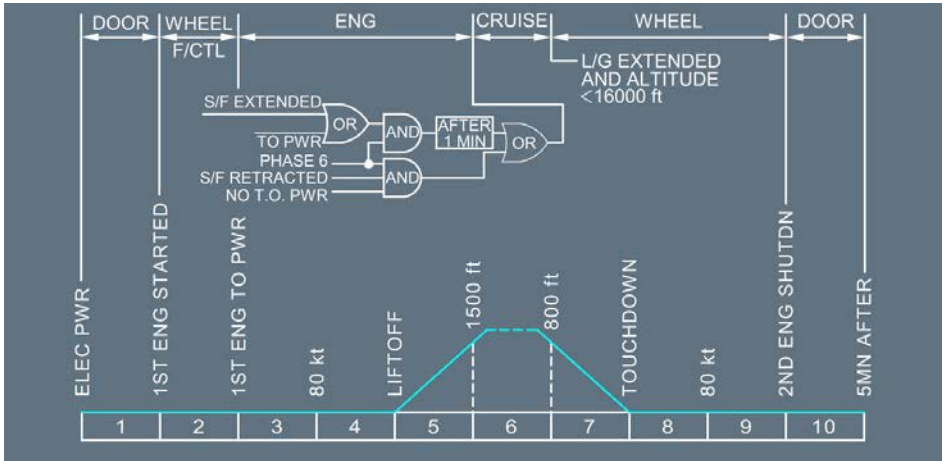 DOOR WHEEL ENG CRUISE WHEEL DOOR
F/CTL
L/G EXTENDED
AND ALTITUDE
<16000 ft
S/F EXTENDED
OR
TO PWR
AND
AFTER
1 MIN
OR
PHASE 6
S/F RETRACTED
AND
NO T.O. PWR
ELEC PWR
1ST ENG STARTED
1ST ENG TO PWR
80 kt
LIFTOFF
1500 ft
800 ft
TOUCHDOWN
80 kt
2ND ENG SHUTDN
5MN AFTER
1 2 3 4 5 6 7 8 9 10